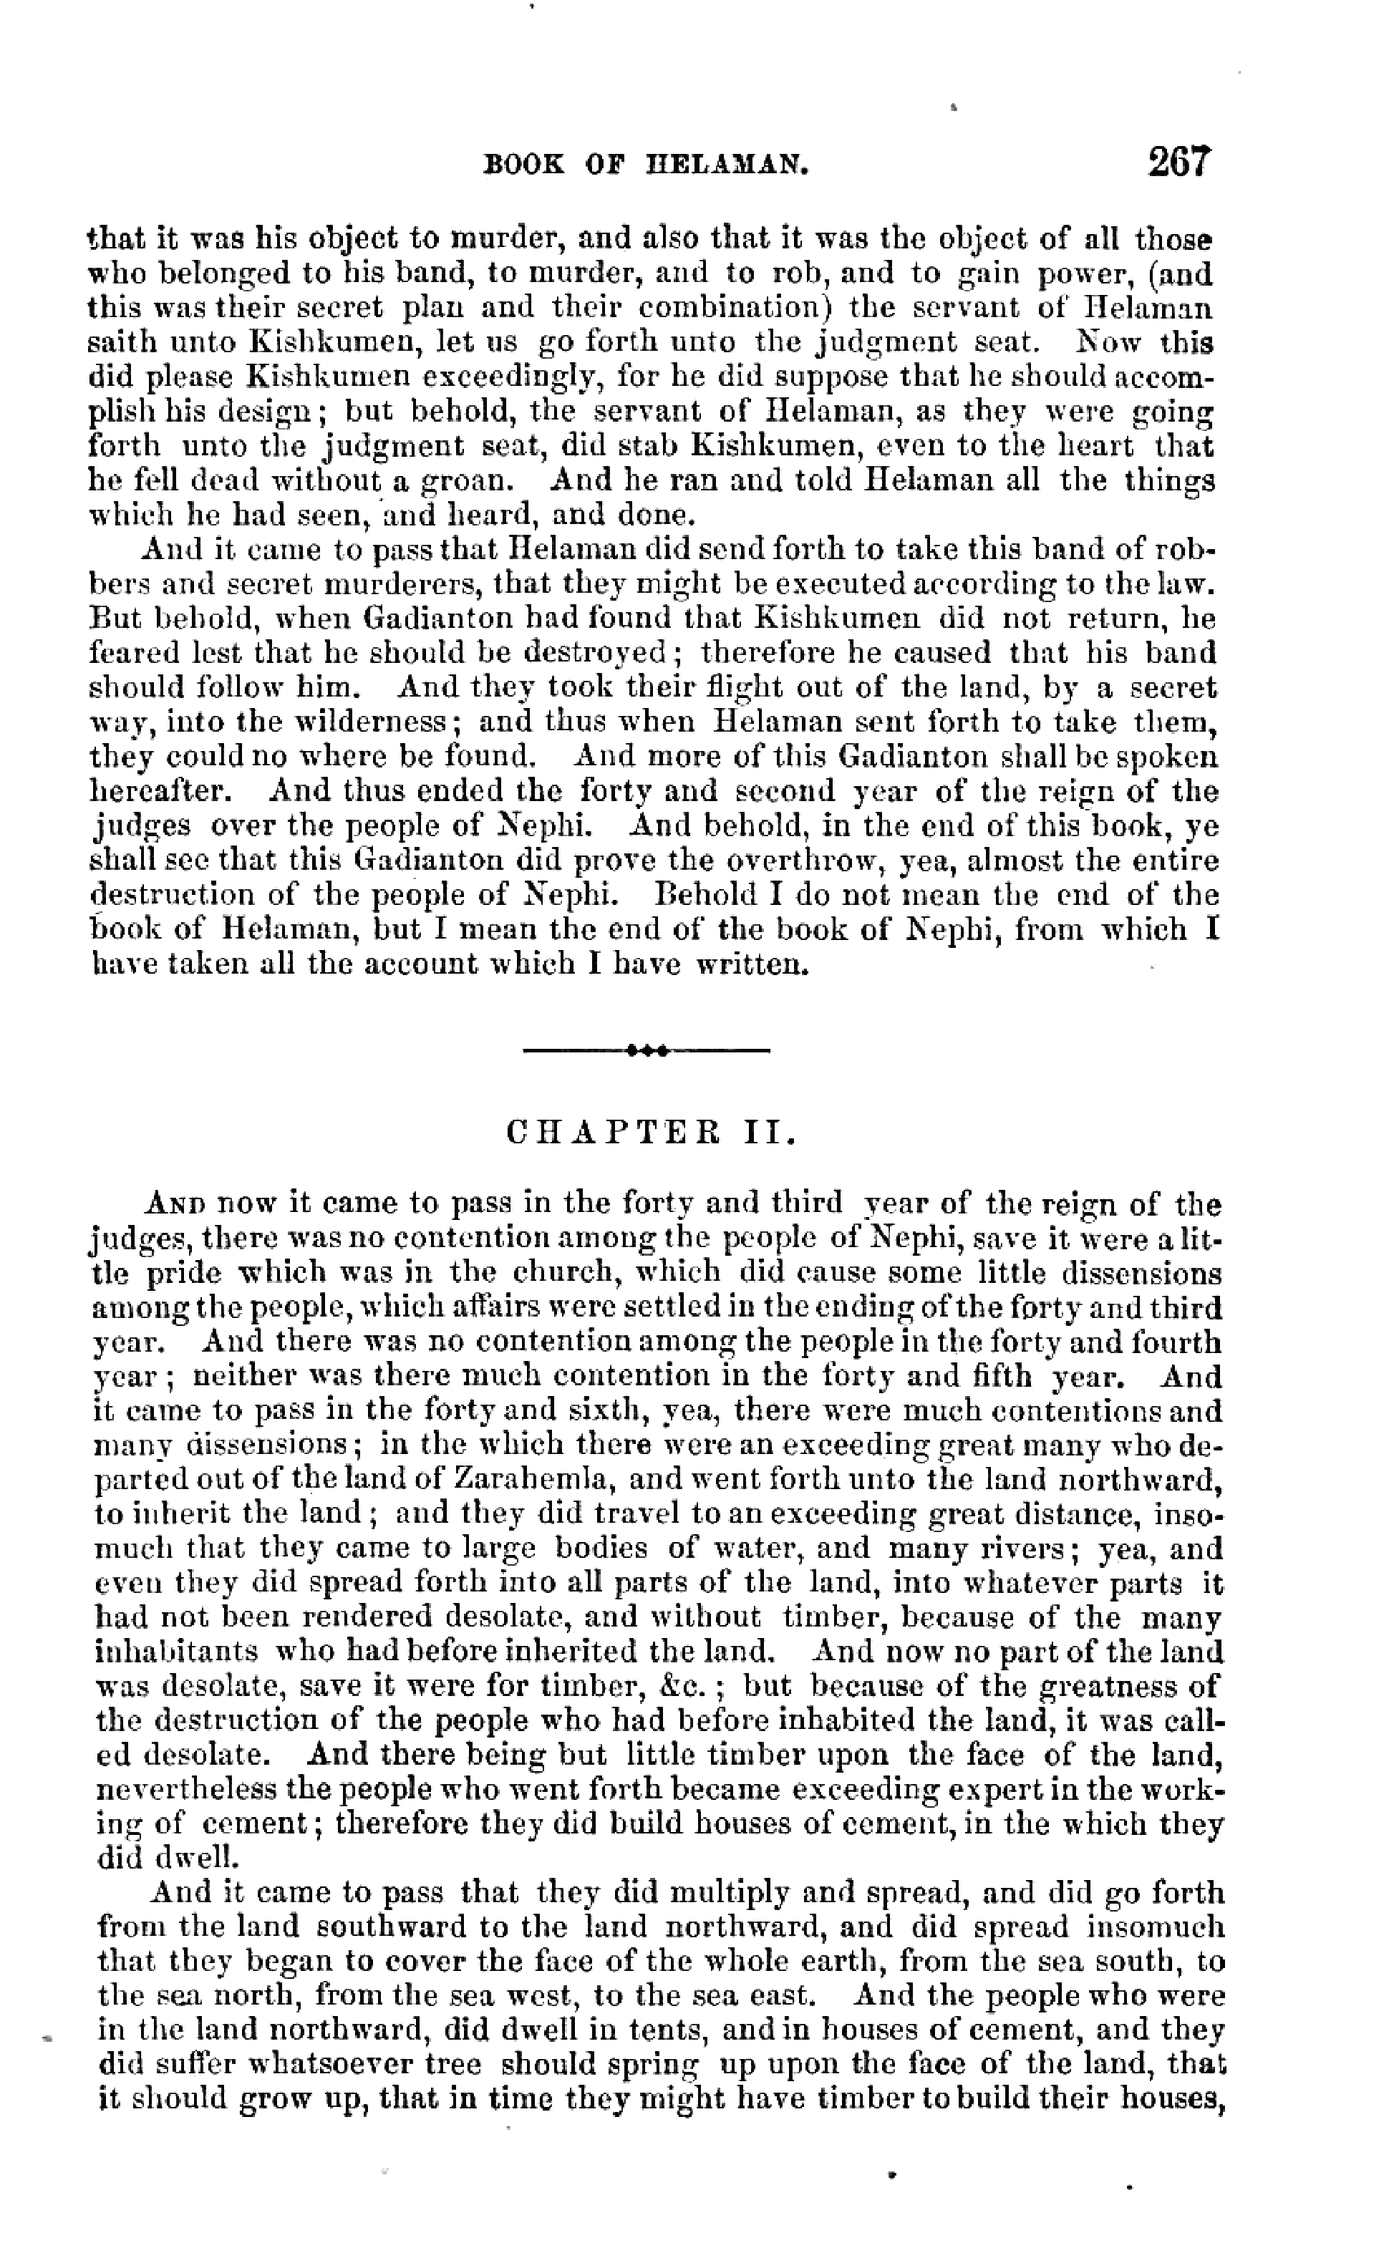 BOOK OF HELAMAN. 267
that it was his object to murder, and also that it was the object of all those
who belonged to his band, to murder, and to rob, and to gain power, (and
this was their secret plan and their combination) the servant of Helaman
saith unto Kishkumen, let us go forth unto the judgment seat. Now this
did please Kishkumen exceedingly, for he did suppose that he should accom-
plish his design; but behold, the servant of Helaman, as they were going
forth unto the judgment seat, did stab Kishkumen, even to the heart that
he fell dead without a groan. And he ran and told Helaman all the things
which he had seen, and heard, and done.
And it came to pass that Helaman did send forth to take this band of rob-
bers and secret murderers, that they might be executed according to the law.
But behold, when Gadianton had found that Kishkumen did not return, he
feared lest that he should be destroyed; therefore he caused that his band
should follow him. And they took their flight out of the land, by a secret
way, into the wilderness; and thus when Helaman sent forth to take them,
they could no where be found. And more of this Gadianton shall be spoken
hereafter. And thus ended the forty and second year of the reign of the
judges over the people of Nephi. And behold, in the end of this book, ye
shall see that this Gadianton did prove the overthrow, yea, almost the entire
destruction of the people of Nephi. Behold I do not mean the end of the
book of Helaman, but I mean the end of the book of Nephi, from which I
have taken all the account which I have written.
CHAPTER II.
AND now it came to pass in the forty and third year of the reign of the
judges, there was no contention among the people of Nephi, save it were a lit-
tle pride which was in the church, which did cause some little dissensions
among the people, which affairs were settled in the ending of the forty and third
year. And there was no contention among the people in the forty and fourth
year; neither was there much contention in the forty and fifth year. And
it came to pass in the forty and sixth, yea, there were much contentions and
many dissensions; in the which there were an exceeding great many who de-
parted out of the land of Zarahemla, and went forth unto the land northward,
to inherit the land; and they did travel to an exceeding great distance, inso-
much that they came to large bodies of water, and many rivers; yea, and
even they did spread forth into all parts of the land, into whatever parts it
had not been rendered desolate, and without timber, because of the many
inhabitants who had before inherited the land. And now no part of the land
was desolate, save it were for timber, &c.; but because of the greatness of
the destruction of the people who had before inhabited the land, it was call-
ed desolate. And there being but little timber upon the face of the land,
nevertheless the people who went forth became exceeding expert in the work-
ing of cement; therefore they did build houses of cement, in the which they
did dwell.
And it came to pass that they did multiply and spread, and did go forth
from the land southward to the land northward, and did spread insomuch
that they began to cover the face of the whole earth, from the sea south, to
the sea north, from the sea west, to the sea east. And the people who were
in the land northward, did dwell in tents, and in houses of cement, and they
did suffer whatsoever tree should spring up upon the face of the land, that
it should grow up, that in time they might have timber to build their houses,